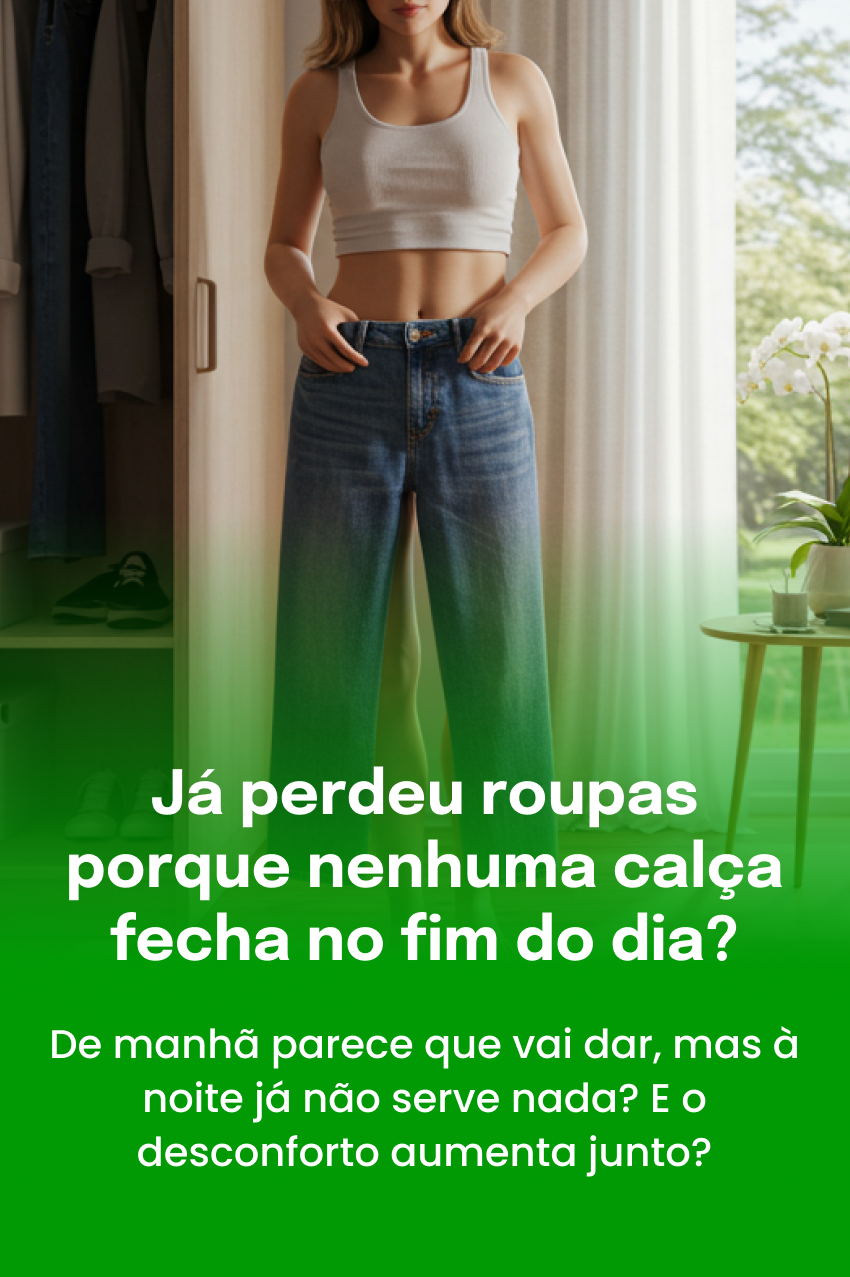 Já perdeu roupas
porque nenhuma calça
fecha no fim do dia?
De manhã parece que vai dar, mas à
noite já não serve nada? E o
desconforto aumenta junto?